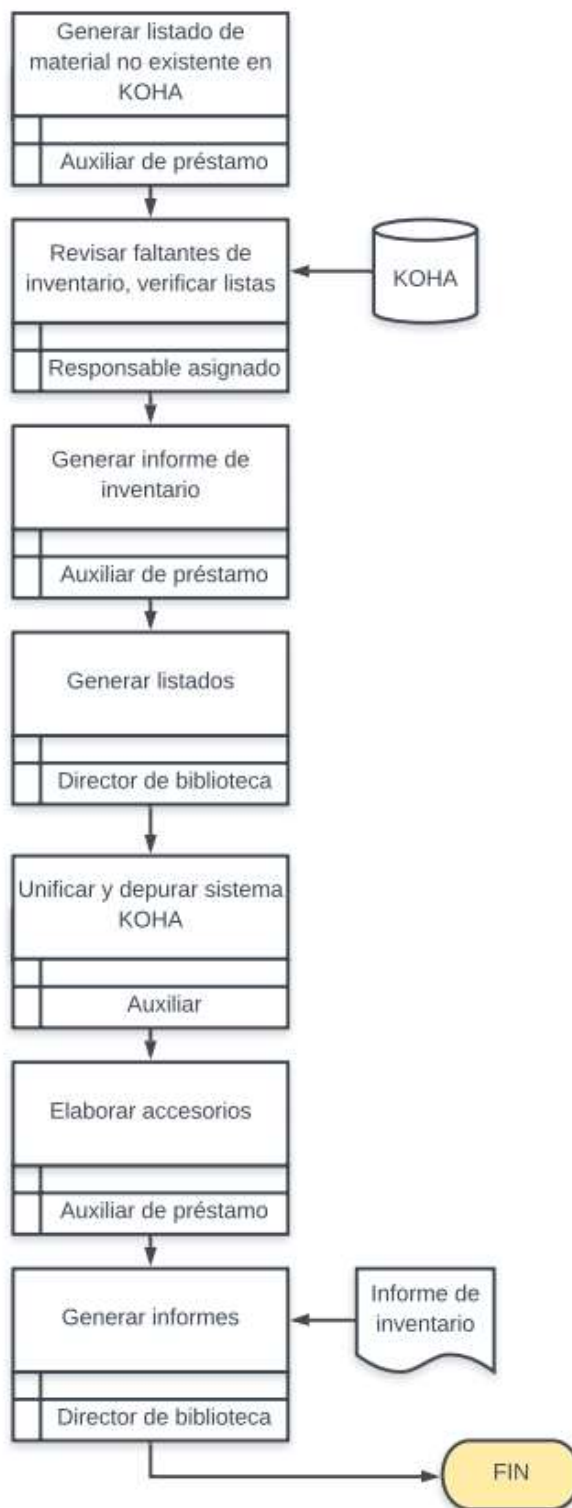 Generar listado de
material no existente en
KOHA
Auxiliar de préstamo
Revisar faltantes de
inventario, verificar listas
KOHA
Responsable asignado
Generar informe de
inventario
Auxiliar de préstamo
Generar listados
Director de biblioteca
Unificar y depurar sistema
KOHA
Auxiliar
Elaborar accesorios
Auxiliar de préstamo
Generar informes
Informe de
inventario
Director de biblioteca
FIN